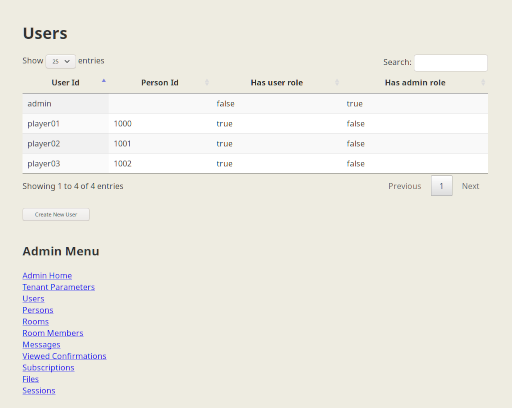 Users
Show 25 entries Search:
User Id Person Id Has user role Has admin role
admin false true
player01 1000 true false
player02 1001 true false
player03 1002 true false
Showing 1 to 4 of 4 entries Previous 1 Next
Create New User
Admin Menu
Admin Home
Tenant Parameters
Users
Persons
Rooms
Room Members
Messages
Viewed Confirmations
Subscriptions
Files
Sessions